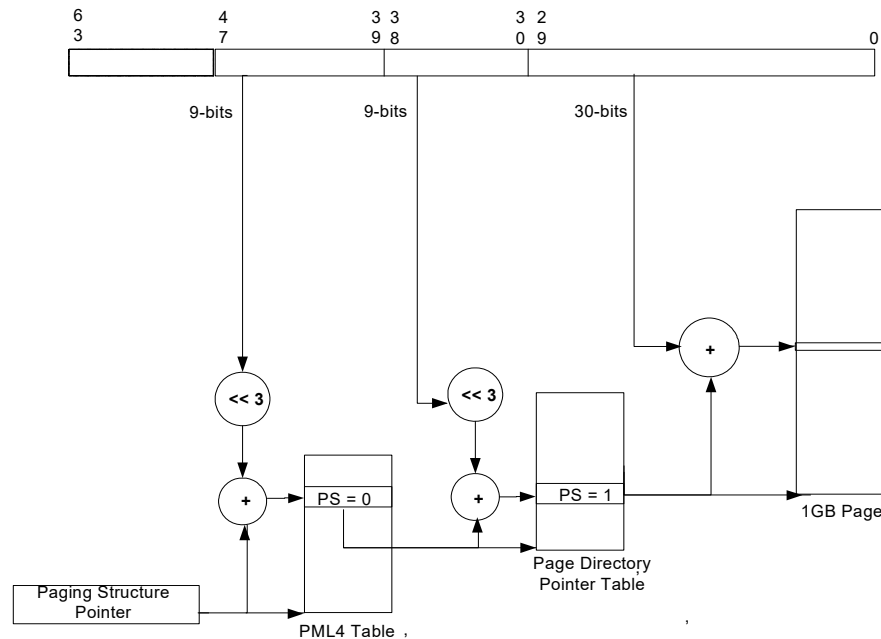 6 4 3 3 3 2
3 7 9 8 0 9 0
9-bits 9-bits 30-bits
+
<< 3 << 3
PS = 0 + PS = 1
+
1GB Page
Page Directory
Pointer Table
Paging Structure
Pointer
PML4 Table ,
,